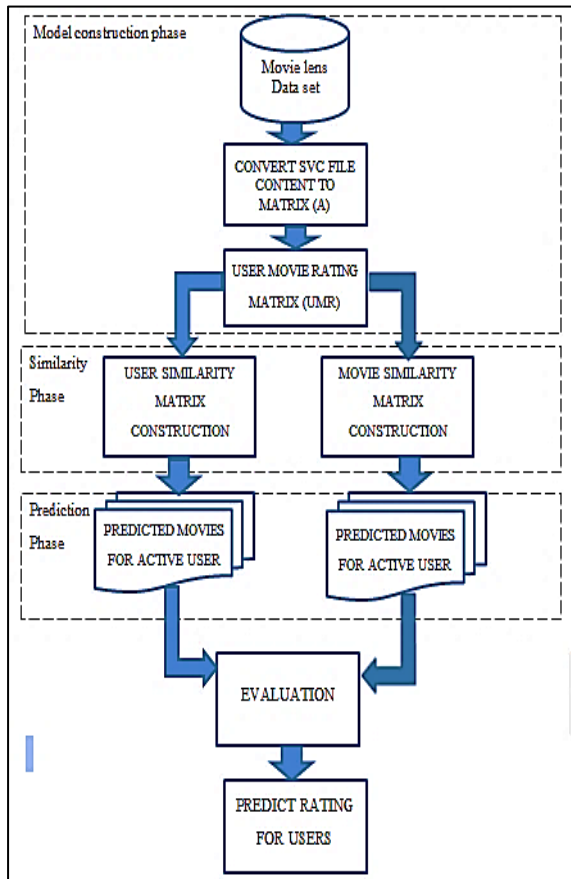 Model construction phase
Movie lens
Data set
CONVERT SVC FILE
CONTENT TO
MATRIX (A)
USER MOVIE RATING
MATRIX (UMR)
Similarity
Phase
USER SIMILARITY
MATRIX
CONSTRUCTION
MOVIE SIMILARITY
MATRIX
CONSTRUCTION
Prediction
Phase
PREDICTED MOVIES
FOR ACTIVE USER
PREDICTED MOVIES
FOR ACTIVE USER
EVALUATION
PREDICT RATING
FOR USERS